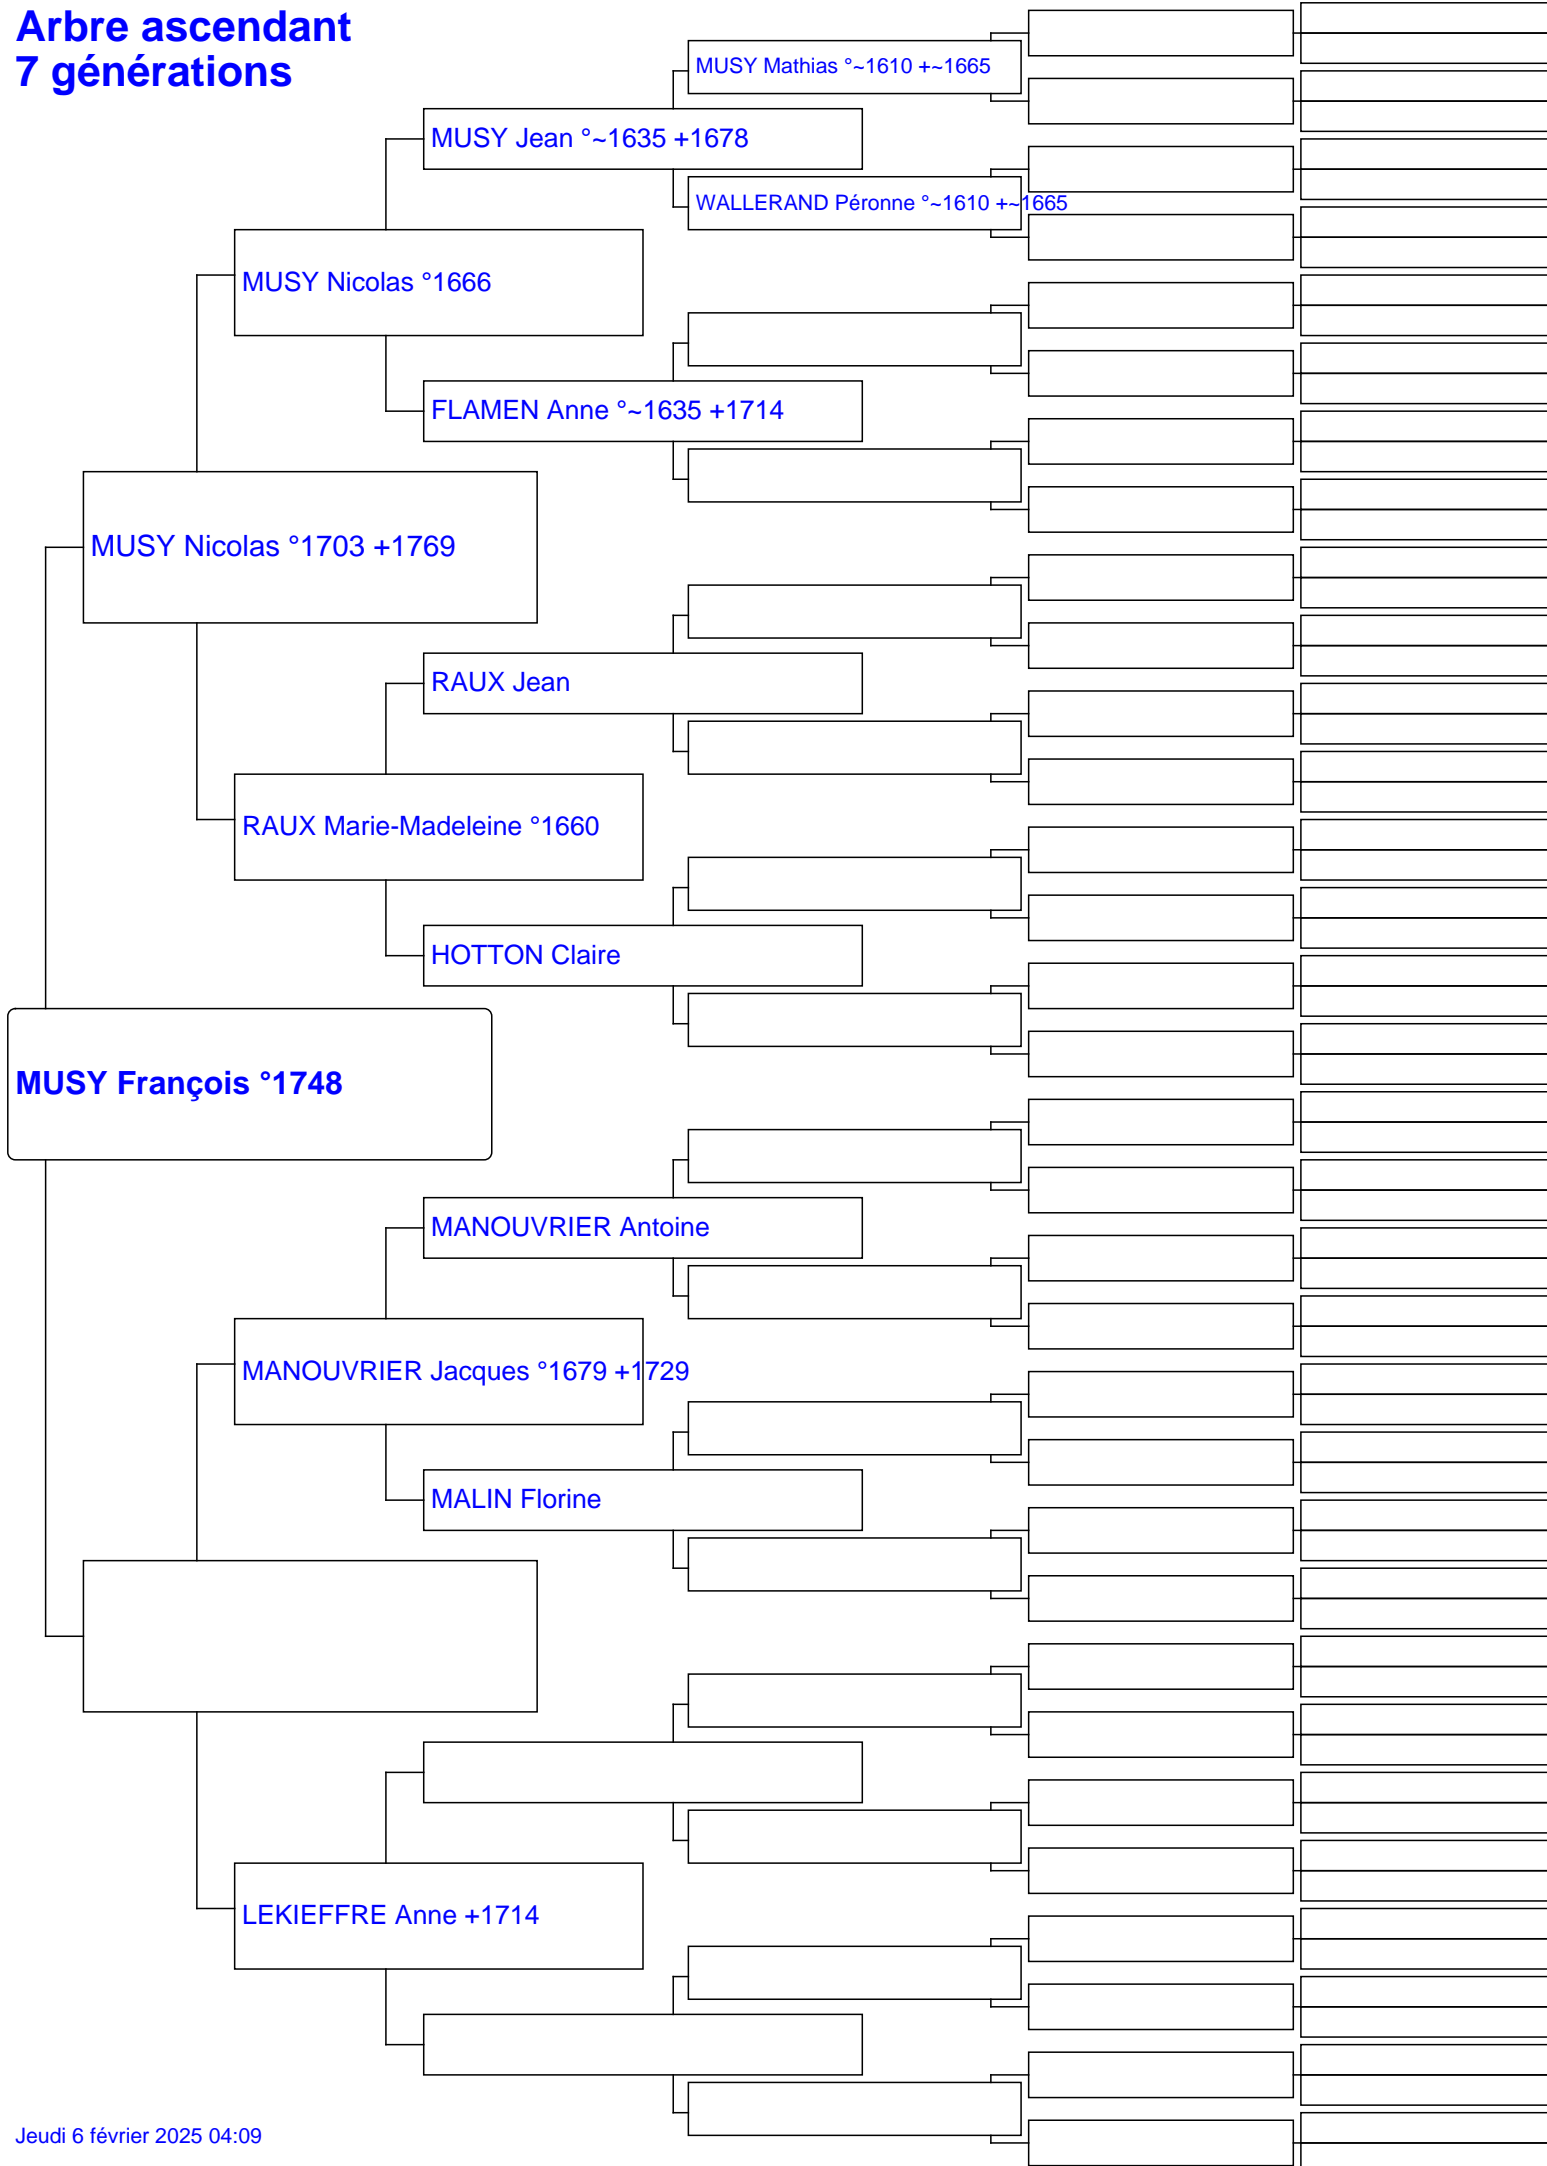 Arbre ascendant
7 générations
MUSY Mathias °~1610 +~1665
MUSY Jean °~1635 +1678
WALLERAND Péronne °~1610 +~1665
MUSY Nicolas °1666
FLAMEN Anne °~1635 +1714
MUSY Nicolas °1703 +1769
RAUX Jean
RAUX Marie-Madeleine °1660
HOTTON Claire
MUSY François °1748
MANOUVRIER Antoine
MANOUVRIER Jacques °1679 +1729
MALIN Florine
LEKIEFFRE Anne +1714
Jeudi 6 février 2025 04:09